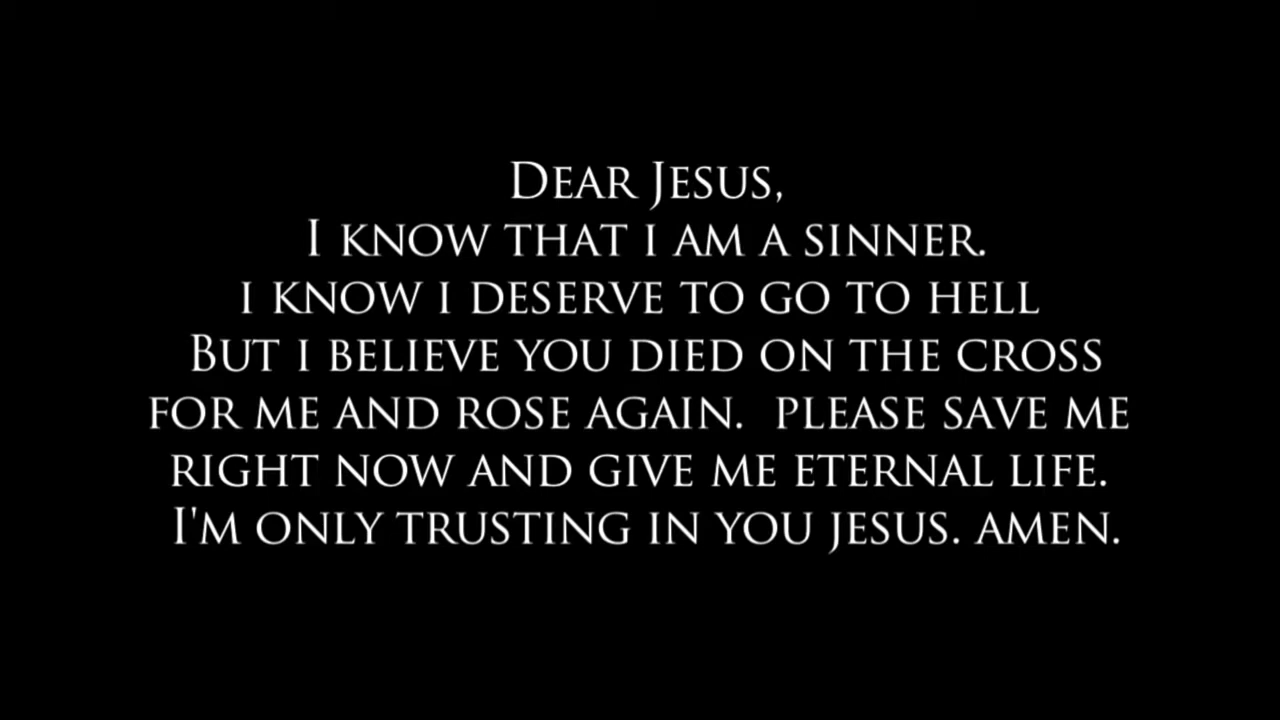 Dear Jesus,
I know that i am a sinner.
i know i deserve to go to hell
But i believe you died on the cross
for me and rose again.  please save me
right now and give me eternal life.
I'm only trusting in you jesus. amen.